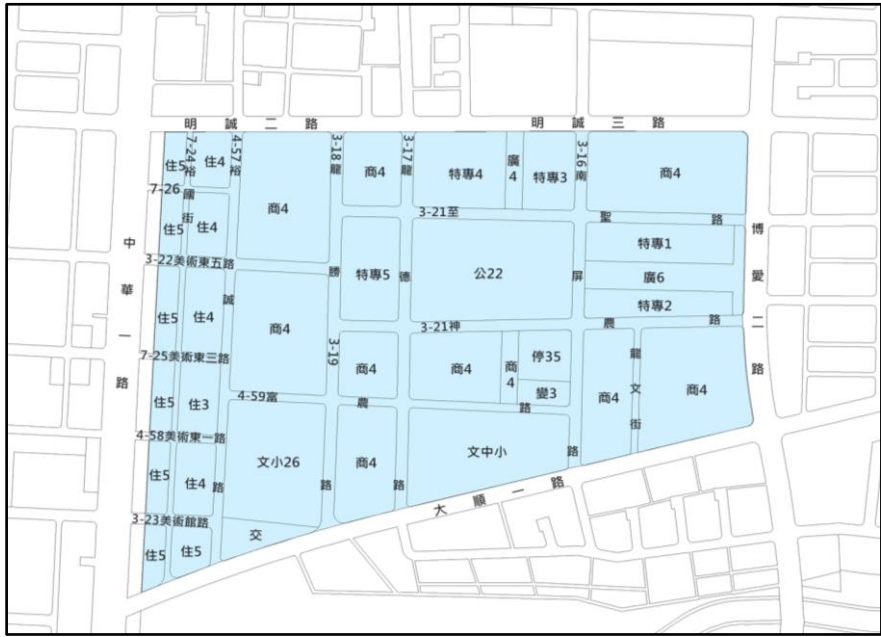 明誠二路
明誠三路
中華一路
博愛二路
大順一路
7-24裕國街
4-57裕誠路
3-18龍勝路
3-17龍德路
3-16南屏路
7-26
3-21至聖路
3-22美術東五路
3-21神農路
3-19
7-25美術東三路
4-59富農路
4-58美術東一路
3-23美術館路
龍文街
住5
住4
商4
商4
特專4
廣4
特專3
商4
住5
住4
特專5
公22
特專1
廣6
特專2
住5
住4
商4
商4
商4
商4
停35
變3
商4
商4
住5
住3
文小26
商4
文中小
住5
住4
交
住5
住5